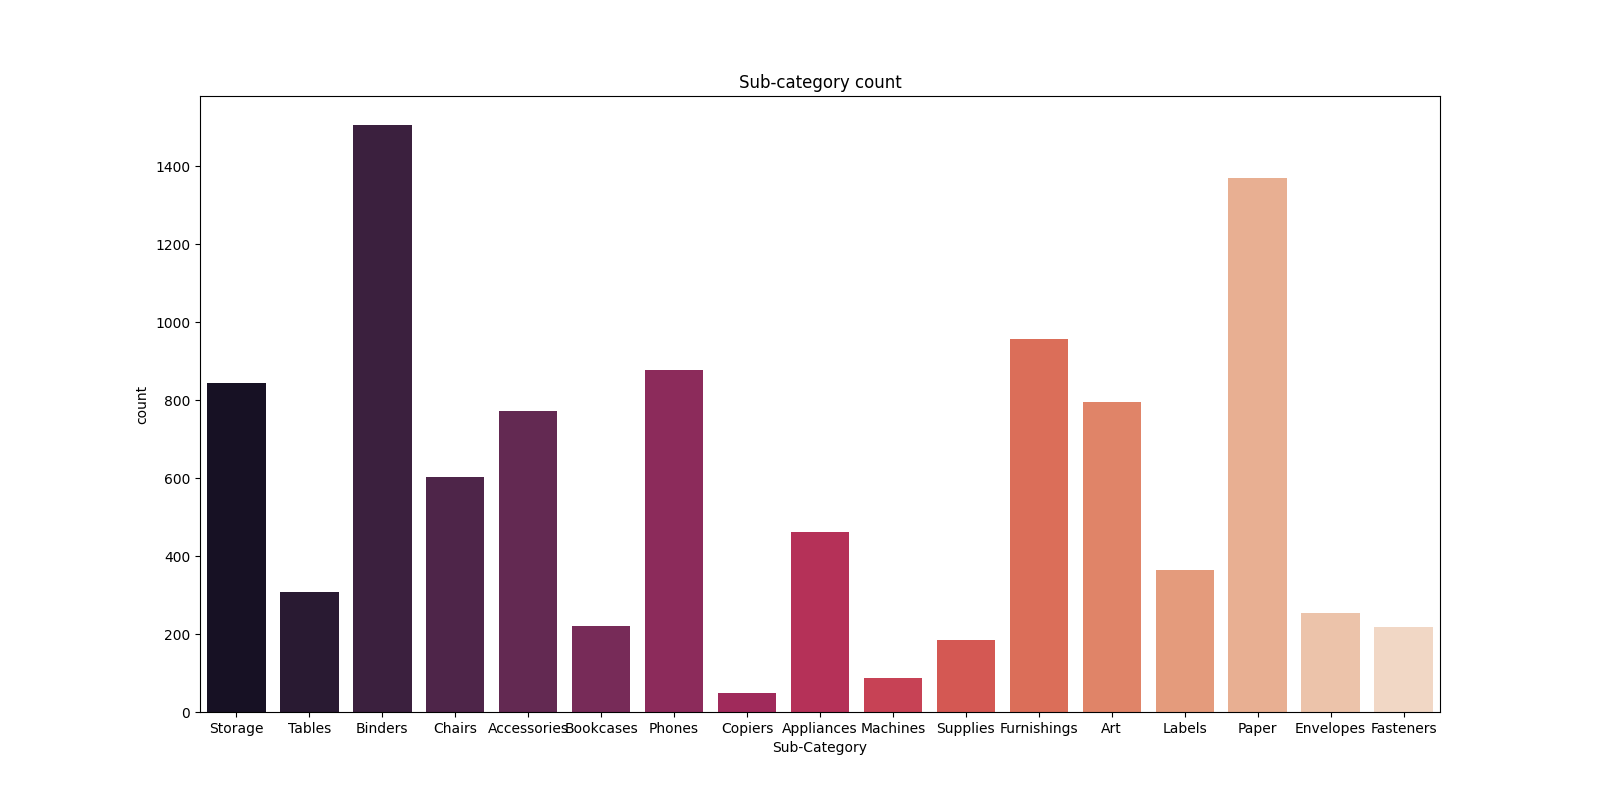 Sub-category count
1400
1200
1000
800
600
400
200
0
count
Storage Tables Binders Chairs Accessories Bookcases Phones Copiers Appliances Machines Supplies Furnishings Art Labels Paper Envelopes Fasteners
Sub-Category